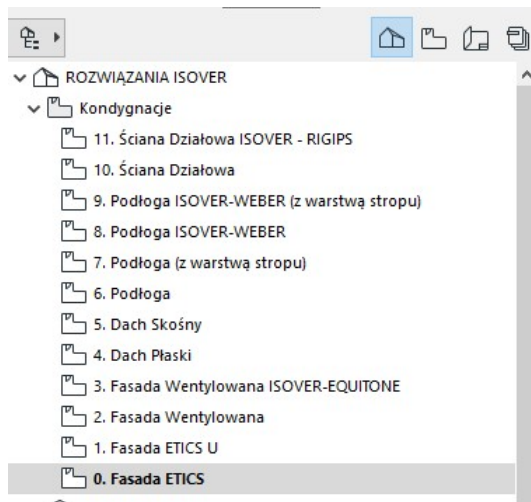 ROZWIĄZANIA ISOVER
Kondygnacje
11. Ściana Działowa ISOVER - RIGIPS
10. Ściana Działowa
9. Podłoga ISOVER-WEBER (z warstwą stropu)
8. Podłoga ISOVER-WEBER
7. Podłoga (z warstwą stropu)
6. Podłoga
5. Dach Skośny
4. Dach Płaski
3. Fasada Wentylowana ISOVER-EQUITONE
2. Fasada Wentylowana
1. Fasada ETICS U
0. Fasada ETICS